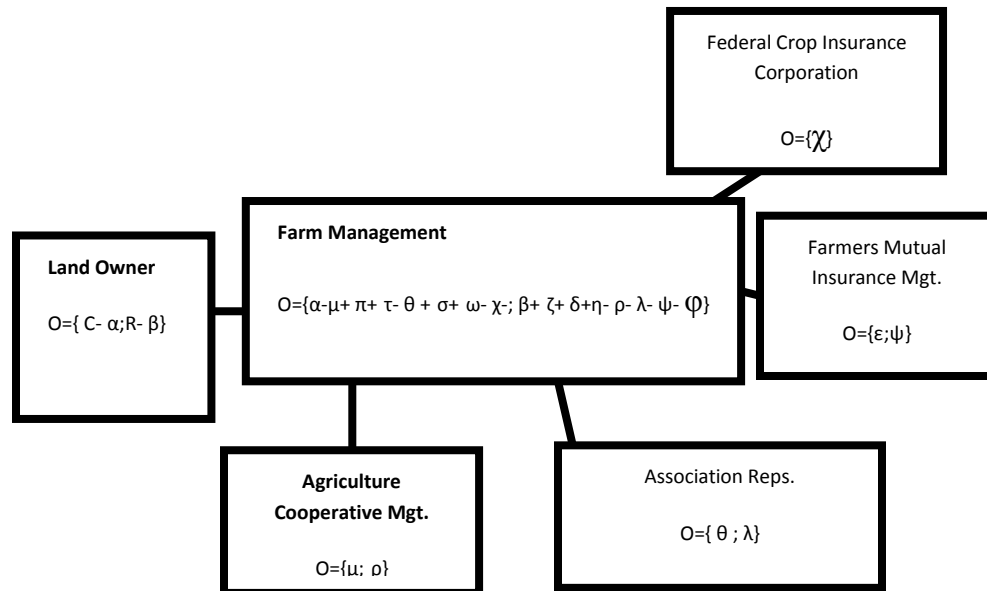 Federal Crop Insurance
Corporation
O={χ}
Farm Management
O={α-μ+ π+ τ- θ + σ+ ω- χ-; β+ ζ+ δ+η- ρ- λ- ψ- φ}
Farmers Mutual
Insurance Mgt.
O={ε;ψ}
Land Owner
O={ C- α;R- β}
Agriculture
Cooperative Mgt.
O={μ; ρ}
Association Reps.
O={ θ ; λ}